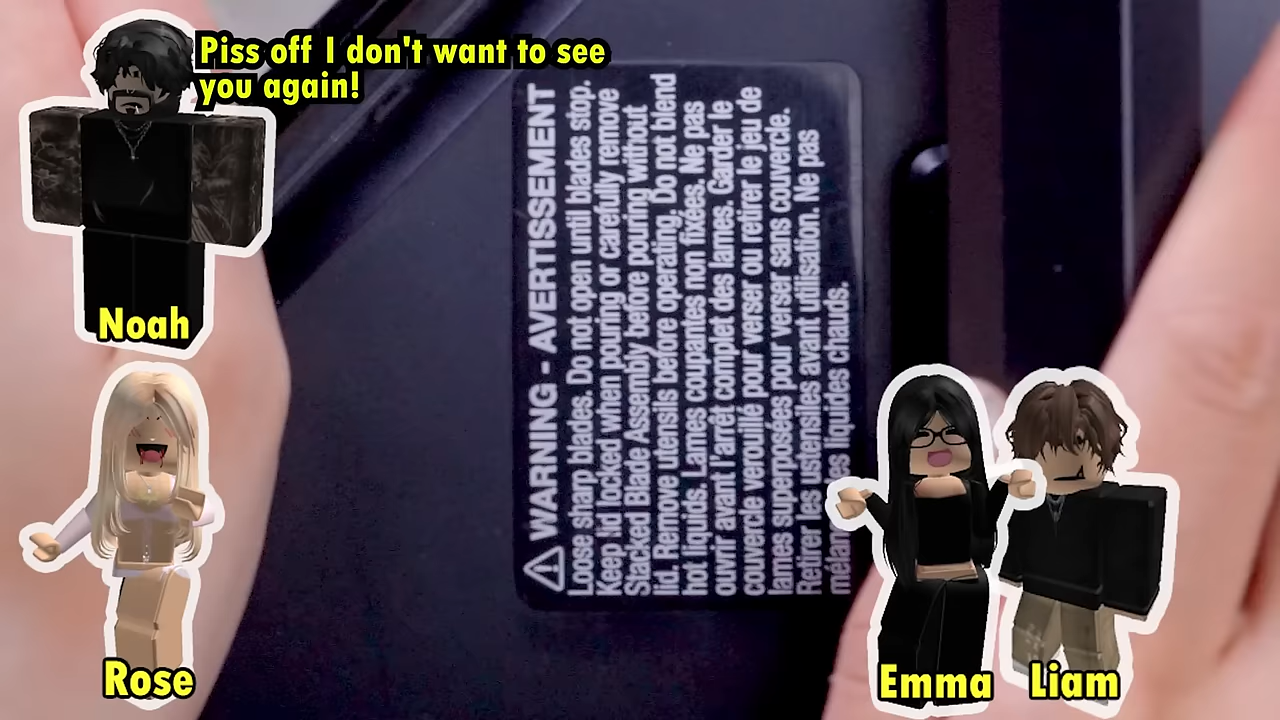 Piss off I don't want to see
you again!
Noah
Rose
Emma
Liam
WARNING - AVERTISSEMENT
Loose sharp blades. Do not open until blades stop.
Keep lid locked when pouring or carefully remove
Stacked Blade Assembly before pouring without
lid. Remove utensils before operating. Do not blend
hot liquids. Lames coupantes non fixées. Ne pas
ouvrir avant l'arrêt complet des lames. Garder le
couvercle verouillé pour verser ou retirer le jeu de
lames superposées pour verser sans couvercle.
Retirer les ustensiles avant utilisation. Ne pas
mélanger les liquides chauds.